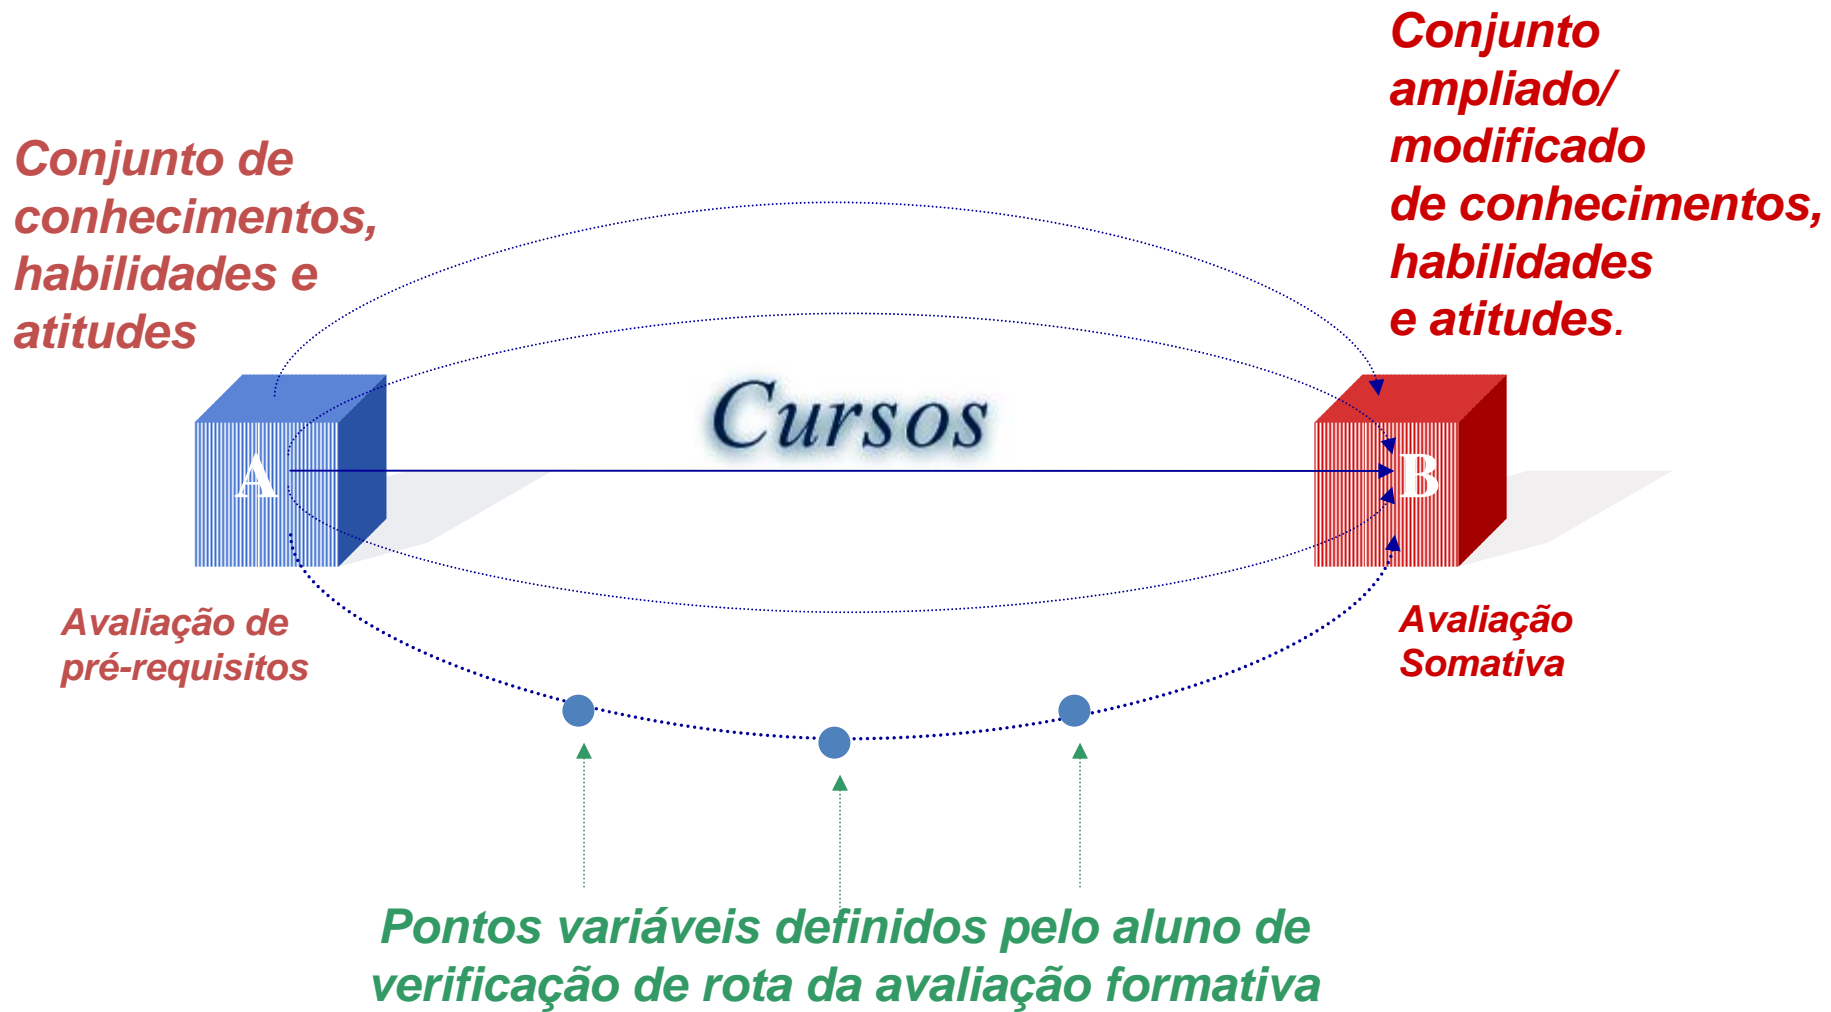 Conjunto
ampliado/
modificado
de conhecimentos,
habilidades
e atitudes.
Conjunto de
conhecimentos,
habilidades e
atitudes
Cursos
A
B
Avaliação de
pré-requisitos
Avaliação
Somativa
Pontos variáveis definidos pelo aluno de
verificação de rota da avaliação formativa